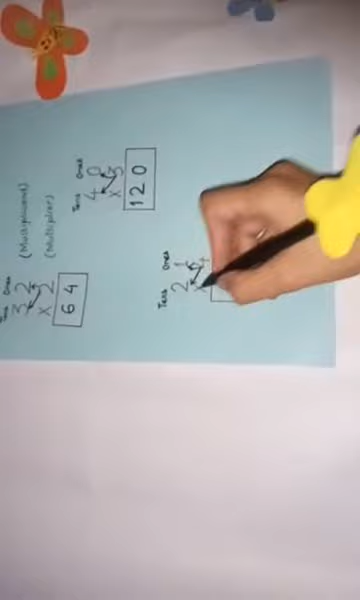 Tens Ones
3 2 (Multiplicand)
x 2 (Multiplier)
6 4
Tens Ones
4 0
x 3
12 0
Tens Ones
2 1
x 4